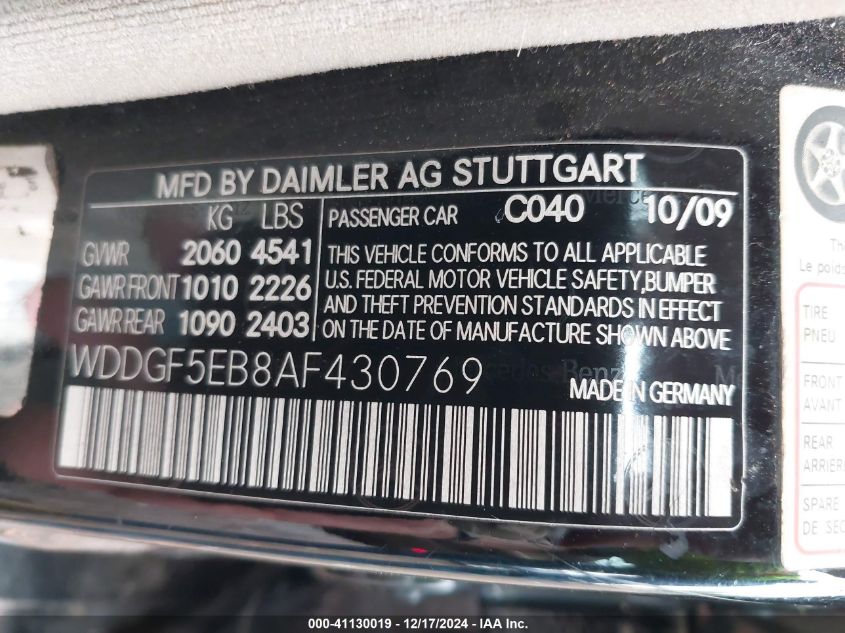 MFD BY DAIMLER AG STUTTGART
KG LBS
GVWR 2060 4541
GAWR FRONT 1010 2226
GAWR REAR 1090 2403
PASSENGER CAR C040 10/09
THIS VEHICLE CONFORMS TO ALL APPLICABLE
U.S. FEDERAL MOTOR VEHICLE SAFETY,BUMPER
AND THEFT PREVENTION STANDARDS IN EFFECT
ON THE DATE OF MANUFACTURE SHOWN ABOVE
WDDGF5EB8AF430769
MADE IN GERMANY
Le poids
TIRE
PNEU
FRONT
AVANT
REAR
SPARE
000-41130019 - 12/17/2024 - IAAI Inc.